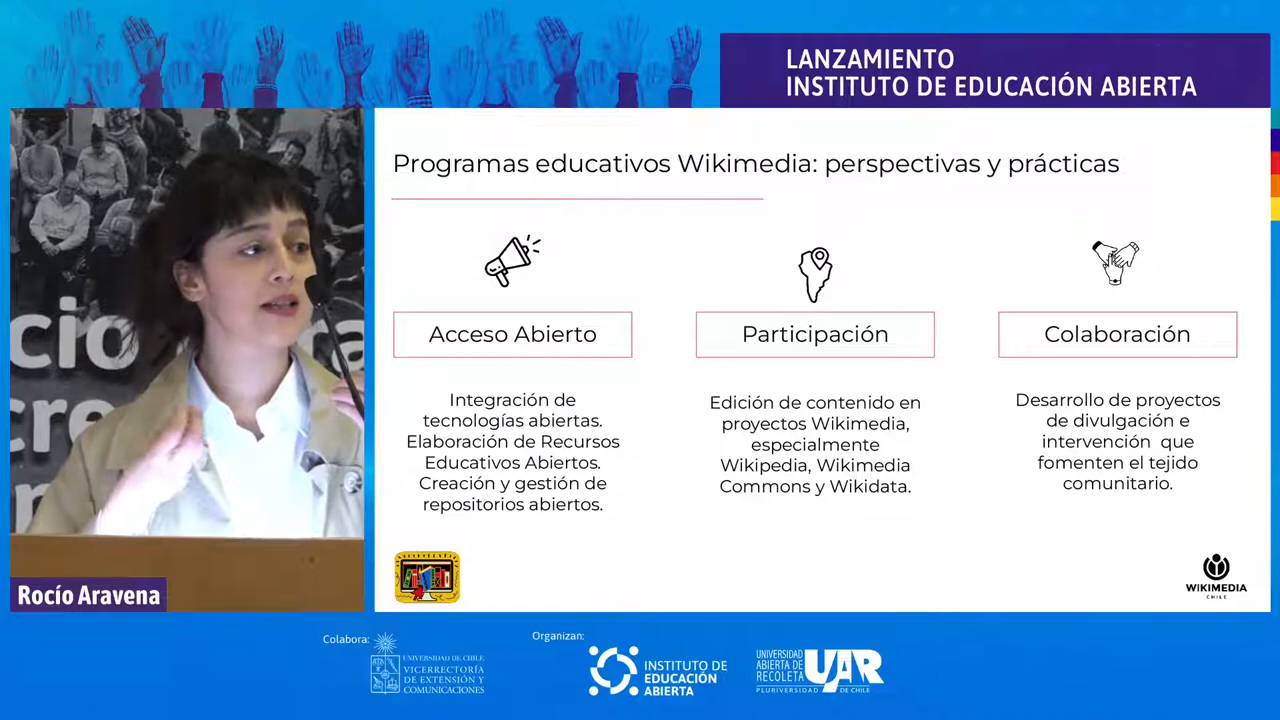 LANZAMIENTO
INSTITUTO DE EDUCACIÓN ABIERTA
Programas educativos Wikimedia: perspectivas y prácticas
Acceso Abierto
Integración de
tecnologías abiertas.
Elaboración de Recursos
Educativos Abiertos.
Creación y gestión de
repositorios abiertos.
Participación
Edición de contenido en
proyectos Wikimedia,
especialmente
Wikipedia, Wikimedia
Commons y Wikidata.
Colaboración
Desarrollo de proyectos
de divulgación e
intervención que
fomenten el tejido
comunitario.
WIKIMEDIA
CHILE
cio
cre
Rocío Aravena
Colabora:
UNIVERSIDAD DE CHILE
VICERRECTORÍA
DE EXTENSIÓN Y
COMUNICACIONES
Organizan:
INSTITUTO DE
EDUCACIÓN
ABIERTA
UNIVERSIDAD
ABIERTA DE
RECOLETA
UAR
PLURIVERSIDAD DE CHILE